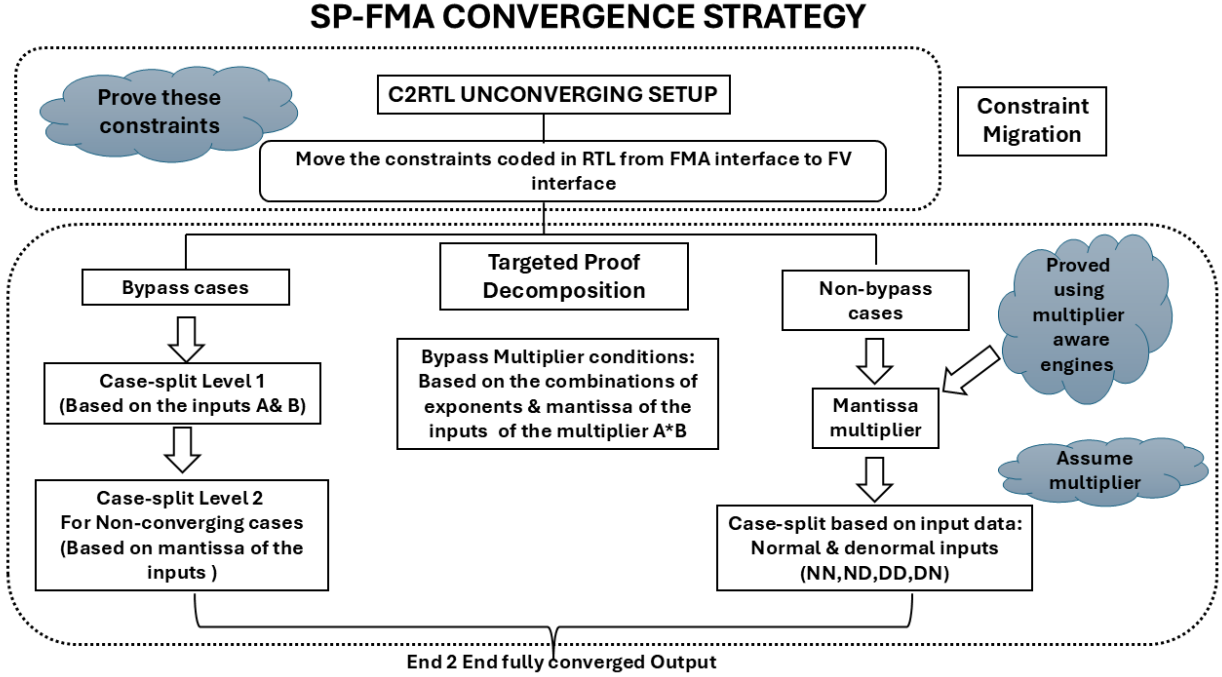 SP-FMA CONVERGENCE STRATEGY
Prove these
constraints
C2RTL UNCONVERGING SETUP
Constraint
Migration
Move the constraints coded in RTL from FMA interface to FV
interface
Bypass cases
Targeted Proof
Decomposition
Non-bypass
cases
Proved
using
multiplier
aware
engines
Case-split Level 1
(Based on the inputs A& B)
Bypass Multiplier conditions:
Based on the combinations of
exponents & mantissa of the
inputs of the multiplier A*B
Mantissa
multiplier
Assume
multiplier
Case-split Level 2
For Non-converging cases
(Based on mantissa of the
inputs )
Case-split based on input data:
Normal & denormal inputs
(NN,ND,DD,DN)
End 2 End fully converged Output